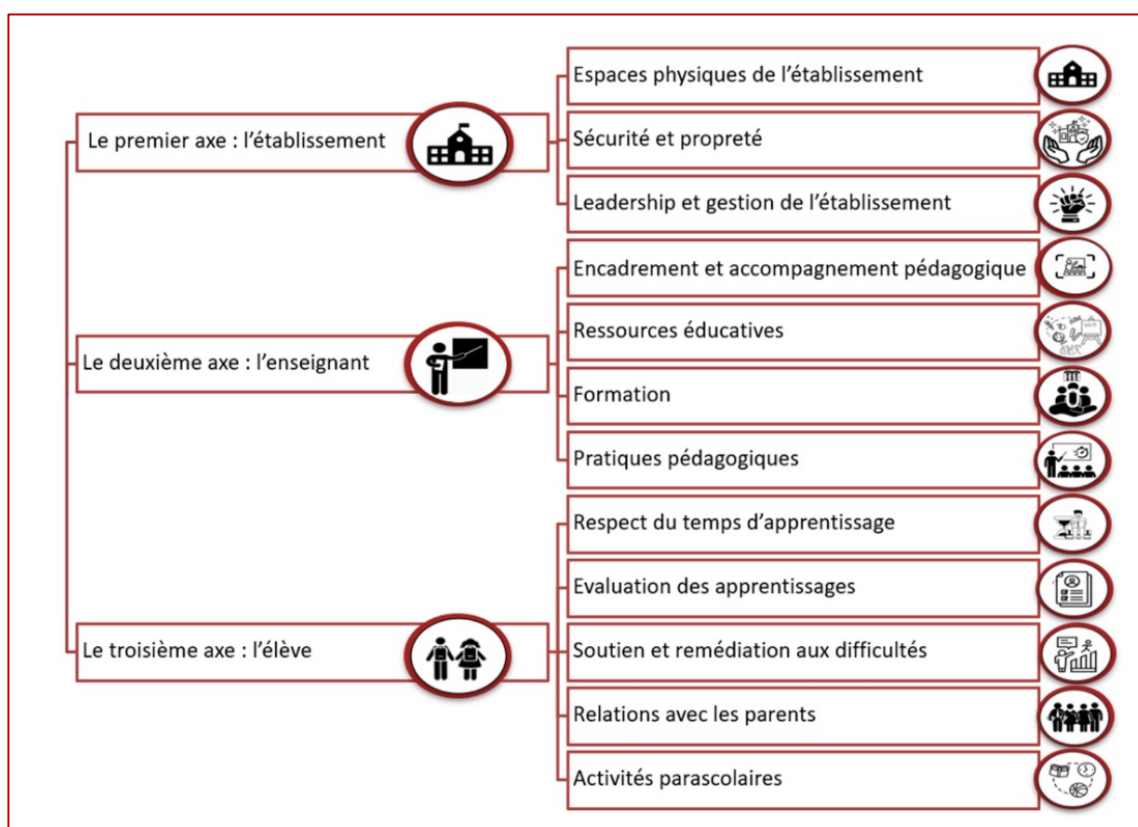 Le premier axe : l’établissement
Espaces physiques de l’établissement
Sécurité et propreté
Leadership et gestion de l’établissement
Le deuxième axe : l’enseignant
Encadrement et accompagnement pédagogique
Ressources éducatives
Formation
Pratiques pédagogiques
Le troisième axe : l’élève
Respect du temps d’apprentissage
Evaluation des apprentissages
Soutien et remédiation aux difficultés
Relations avec les parents
Activités parascolaires